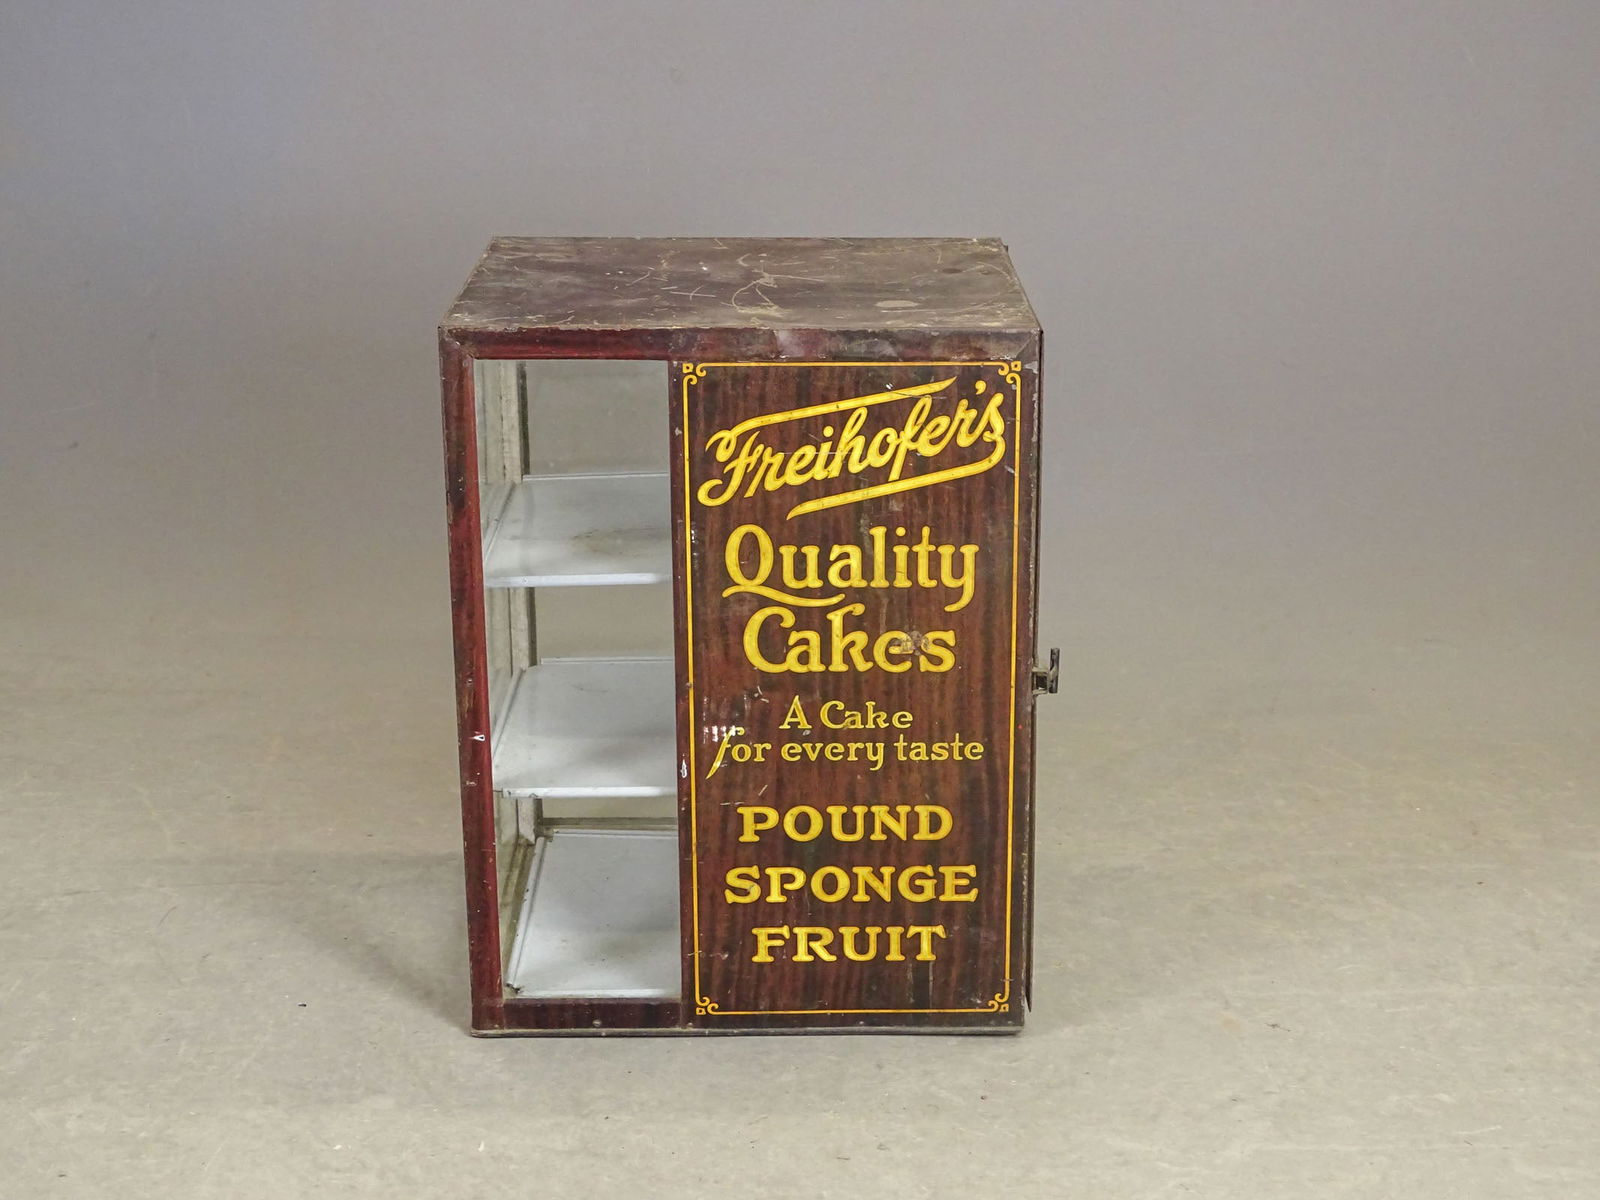 Freihofer's
Quality
Cakes
A Cake
for every taste
POUND
SPONGE
FRUIT